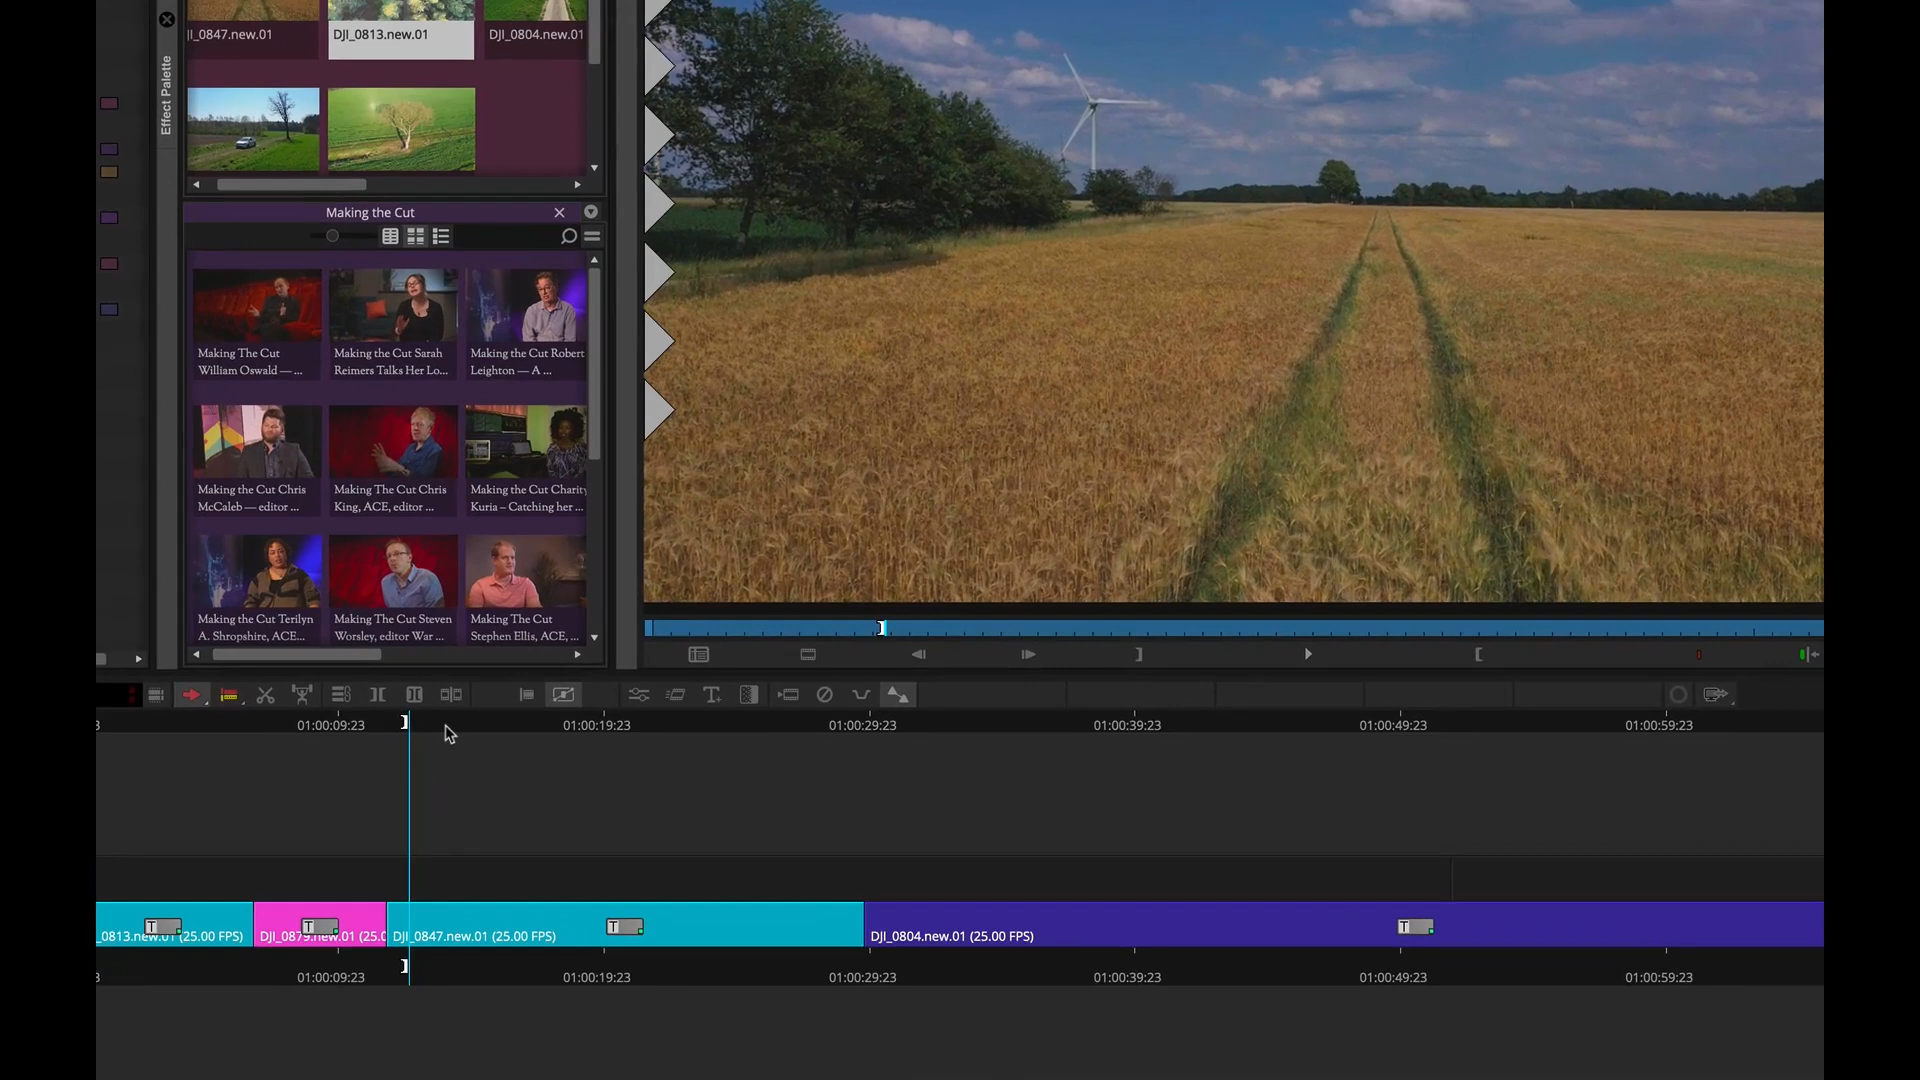 DJI_0813.new.01
DJI_0804.new.01
Effect Palette
Making the Cut
Making The Cut
William Oswald — ...
Making the Cut Sarah
Reimers Talks Her Lo...
Making the Cut Robert
Leighton — A ...
Making the Cut Chris
McCaleb — editor ...
Making The Cut Chris
King, ACE, editor ...
Making the Cut Charity
Kuria – Catching her ...
Making the Cut Terilyn
A. Shropshire, ACE...
Making The Cut Steven
Worsley, editor War ...
Making The Cut
Stephen Ellis, ACE, ...
01:00:09:23
01:00:19:23
01:00:29:23
01:00:39:23
01:00:49:23
01:00:59:23
_0813.new.01 (25.00 FPS)
DJI_0879.new.01 (25.0
DJI_0847.new.01 (25.00 FPS)
DJI_0804.new.01 (25.00 FPS)
01:00:09:23
01:00:19:23
01:00:29:23
01:00:39:23
01:00:49:23
01:00:59:23